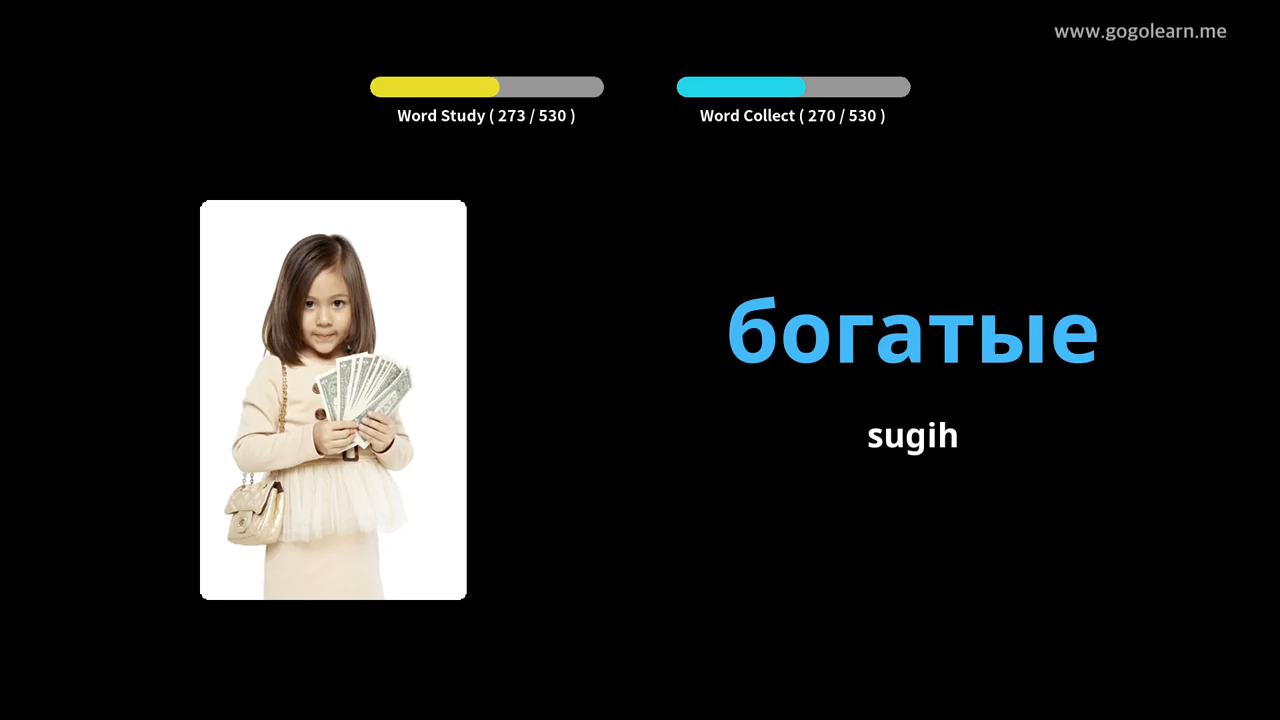 www.gogolearn.me
Word Study ( 273 / 530 )
Word Collect ( 270 / 530 )
богатые
sugih